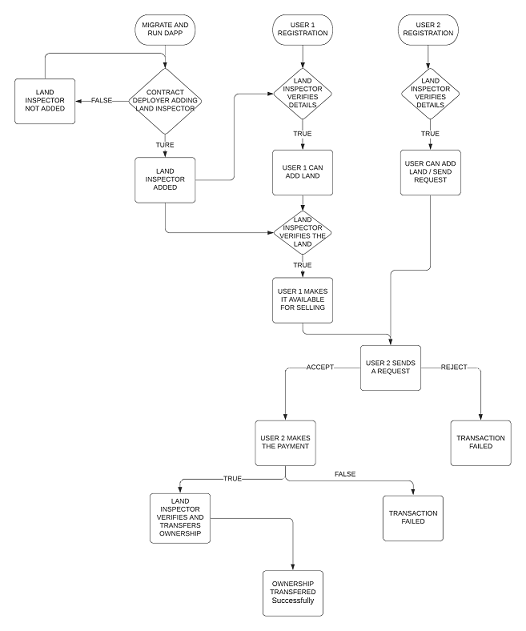 MIGRATE AND
RUN DAPP
USER 1
REGISTRATION
USER 2
REGISTRATION
LAND
INSPECTOR
NOT ADDED
FALSE
CONTRACT
DEPLOYER ADDING
LAND INSPECTOR
LAND
INSPECTOR
VERIFIES
DETAILS
LAND
INSPECTOR
VERIFIES
DETAILS
TURE
TRUE
TRUE
LAND
INSPECTOR
ADDED
USER 1 CAN
ADD LAND
USER CAN ADD
LAND / SEND
REQUEST
LAND
INSPECTOR
VERIFIES THE
LAND
TRUE
USER 1 MAKES
IT AVAILABLE
FOR SELLING
USER 2 SENDS
A REQUEST
ACCEPT
REJECT
USER 2 MAKES
THE PAYMENT
TRANSACTION
FAILED
TRUE
FALSE
LAND
INSPECTOR
VERIFIES AND
TRANSFERS
OWNERSHIP
TRANSACTION
FAILED
OWNERSHIP
TRANSFERED
Successfully